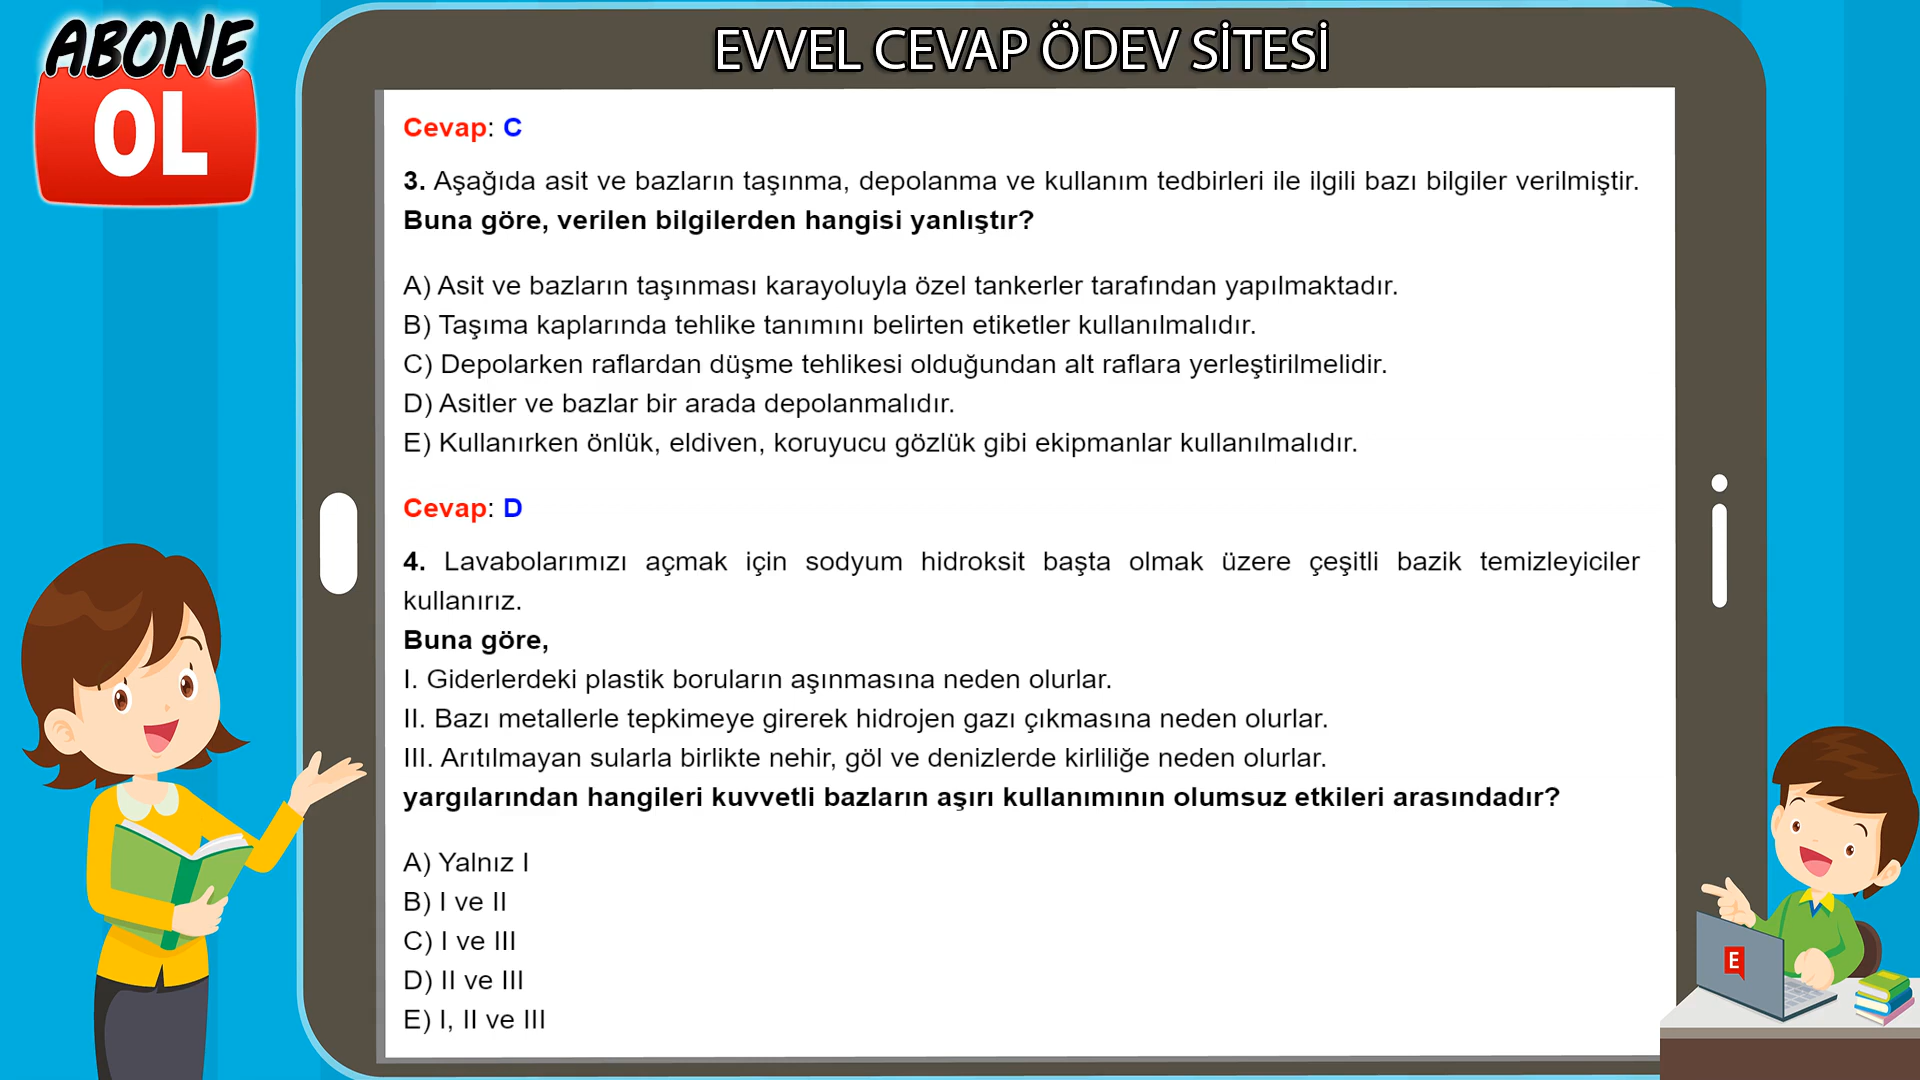 ABONE
OL
EVVEL CEVAP ÖDEV SİTESİ
Cevap: C
3. Aşağıda asit ve bazların taşınma, depolanma ve kullanım tedbirleri ile ilgili bazı bilgiler verilmiştir.
Buna göre, verilen bilgilerden hangisi yanlıştır?
A) Asit ve bazların taşınması karayoluyla özel tankerler tarafından yapılmaktadır.
B) Taşıma kaplarında tehlike tanımını belirten etiketler kullanılmalıdır.
C) Depolarken raflardan düşme tehlikesi olduğundan alt raflara yerleştirilmelidir.
D) Asitler ve bazlar bir arada depolanmalıdır.
E) Kullanırken önlük, eldiven, koruyucu gözlük gibi ekipmanlar kullanılmalıdır.
Cevap: D
4. Lavabolarımızı açmak için sodyum hidroksit başta olmak üzere çeşitli bazik temizleyiciler
kullanırız.
Buna göre,
I. Giderlerdeki plastik boruların aşınmasına neden olurlar.
II. Bazı metallerle tepkimeye girerek hidrojen gazı çıkmasına neden olurlar.
III. Arıtılmayan sularla birlikte nehir, göl ve denizlerde kirliliğe neden olurlar.
yargılarından hangileri kuvvetli bazların aşırı kullanımının olumsuz etkileri arasındadır?
A) Yalnız I
B) I ve II
C) I ve III
D) II ve III
E) I, II ve III
E